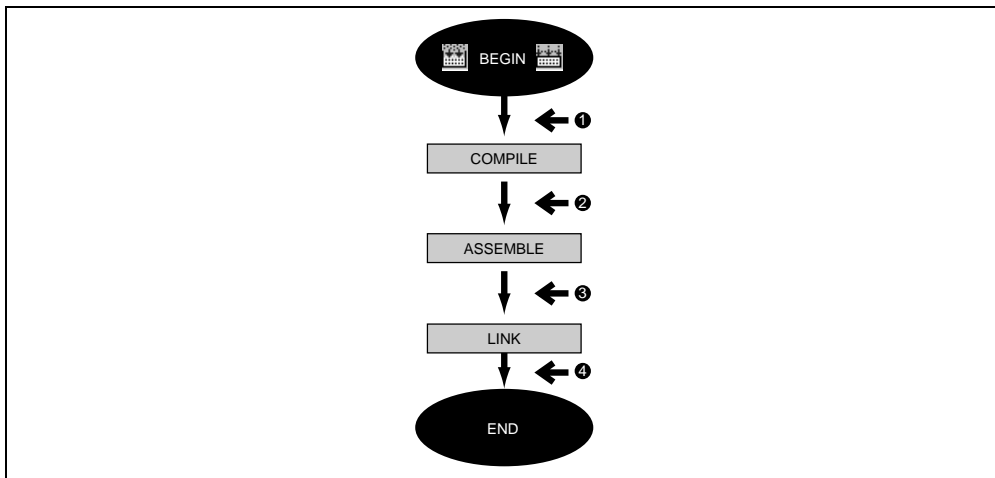 BEGIN
❶
COMPILE
❷
ASSEMBLE
❸
LINK
❹
END